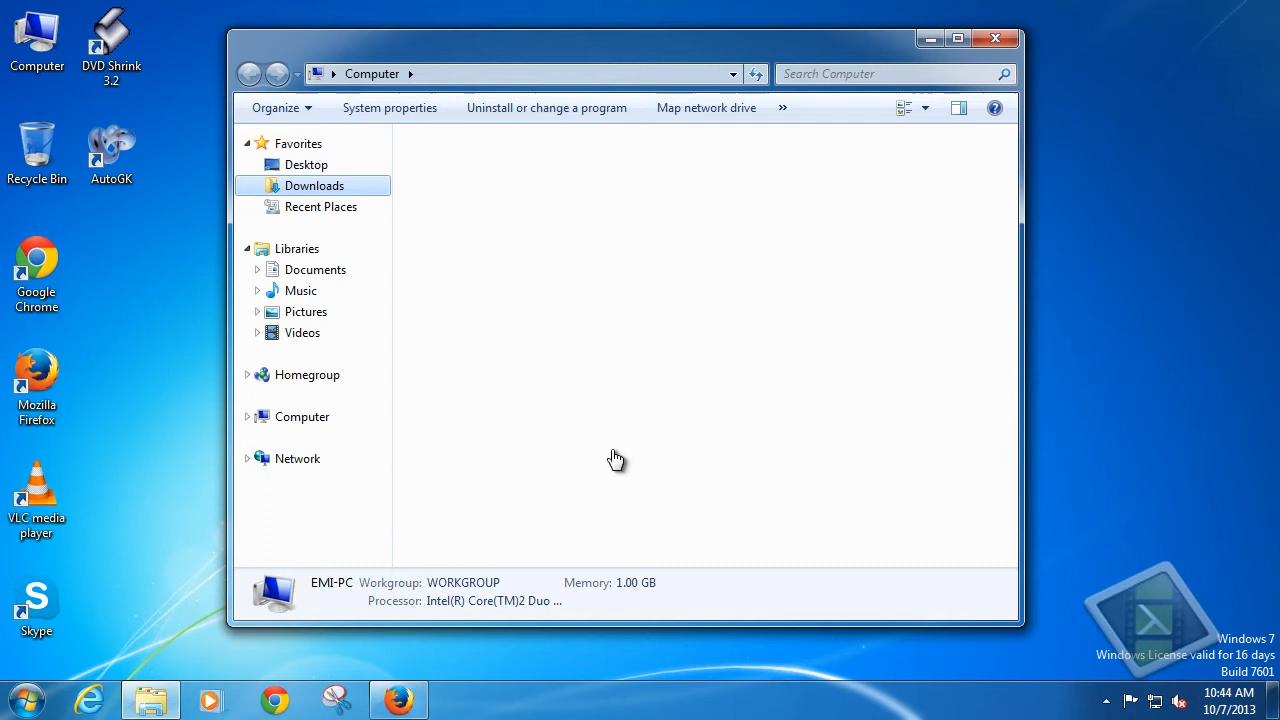 Computer
DVD Shrink
3.2
Recycle Bin
AutoGK
Google
Chrome
Mozilla
Firefox
VLC media
player
S
Skype
Computer
Search Computer
Organize
System properties
Uninstall or change a program
Map network drive
»
Favorites
Desktop
Downloads
Recent Places
Libraries
Documents
Music
Pictures
Videos
Homegroup
Computer
Network
EMI-PC Workgroup: WORKGROUP Memory: 1.00 GB
Processor: Intel(R) Core(TM)2 Duo ...
Windows 7
Windows License valid for 16 days
Build 7601
10:44 AM
10/7/2013